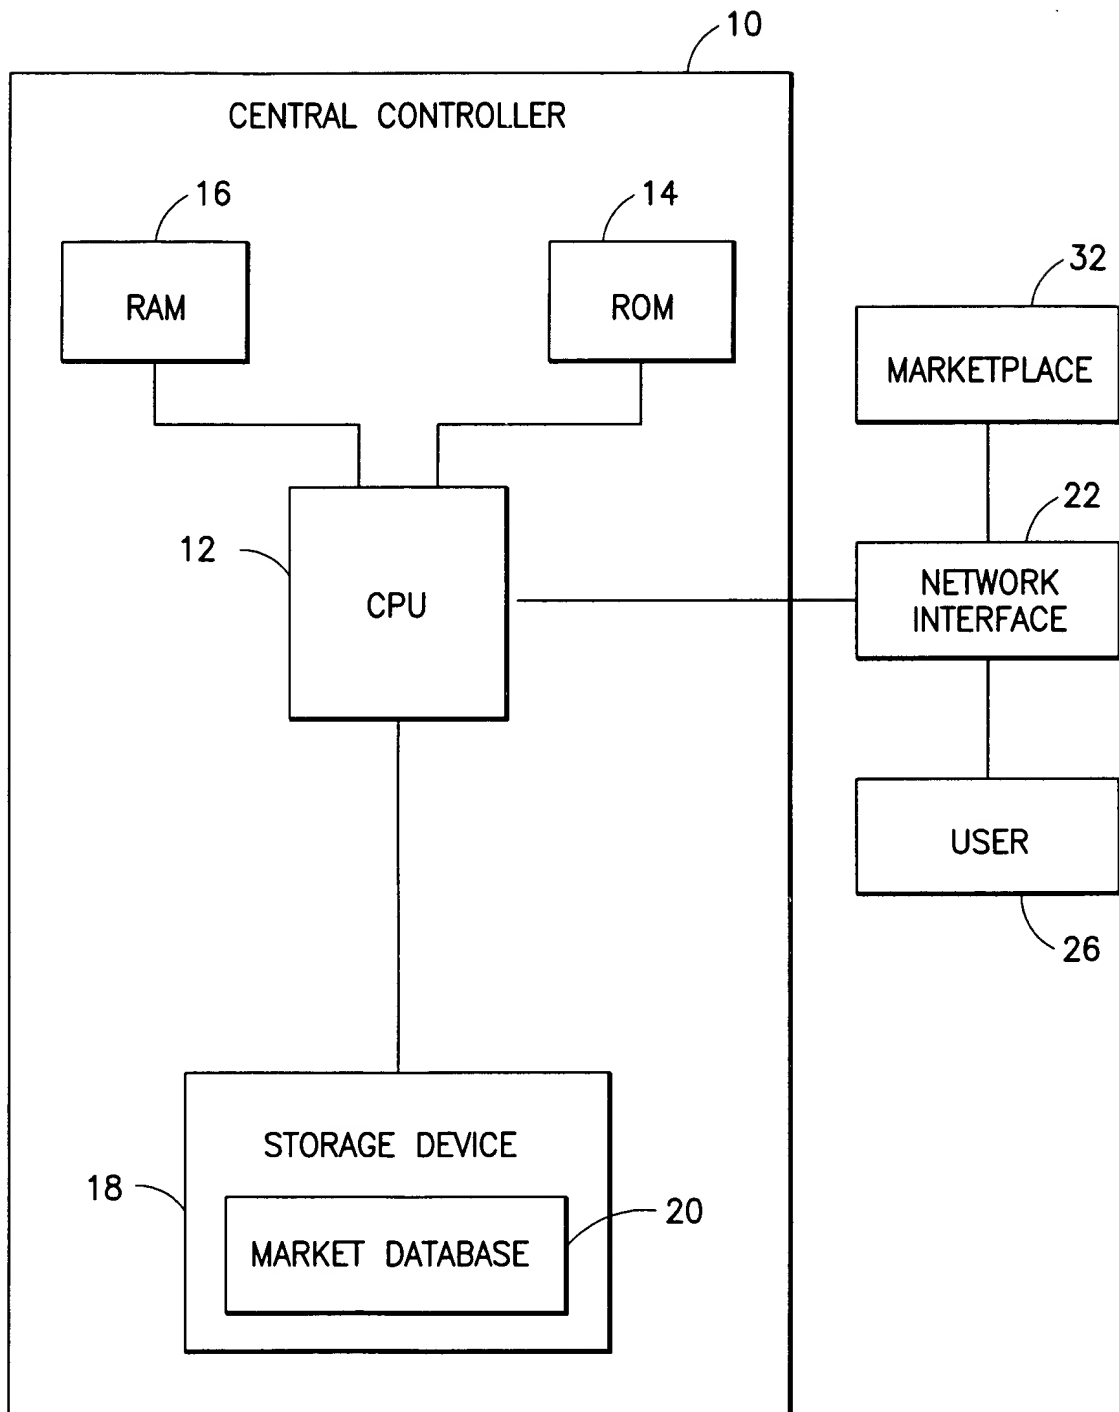 10
CENTRAL CONTROLLER
16
14
RAM
ROM
32
MARKETPLACE
22
12
CPU
NETWORK
INTERFACE
USER
26
STORAGE DEVICE
18
20
MARKET DATABASE